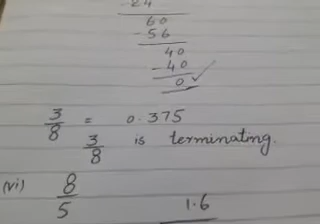 -24
60
-56
40
-40
0 ✓
3/8 = 0.375
3/8 is terminating.
(vi) 8/5 1.6